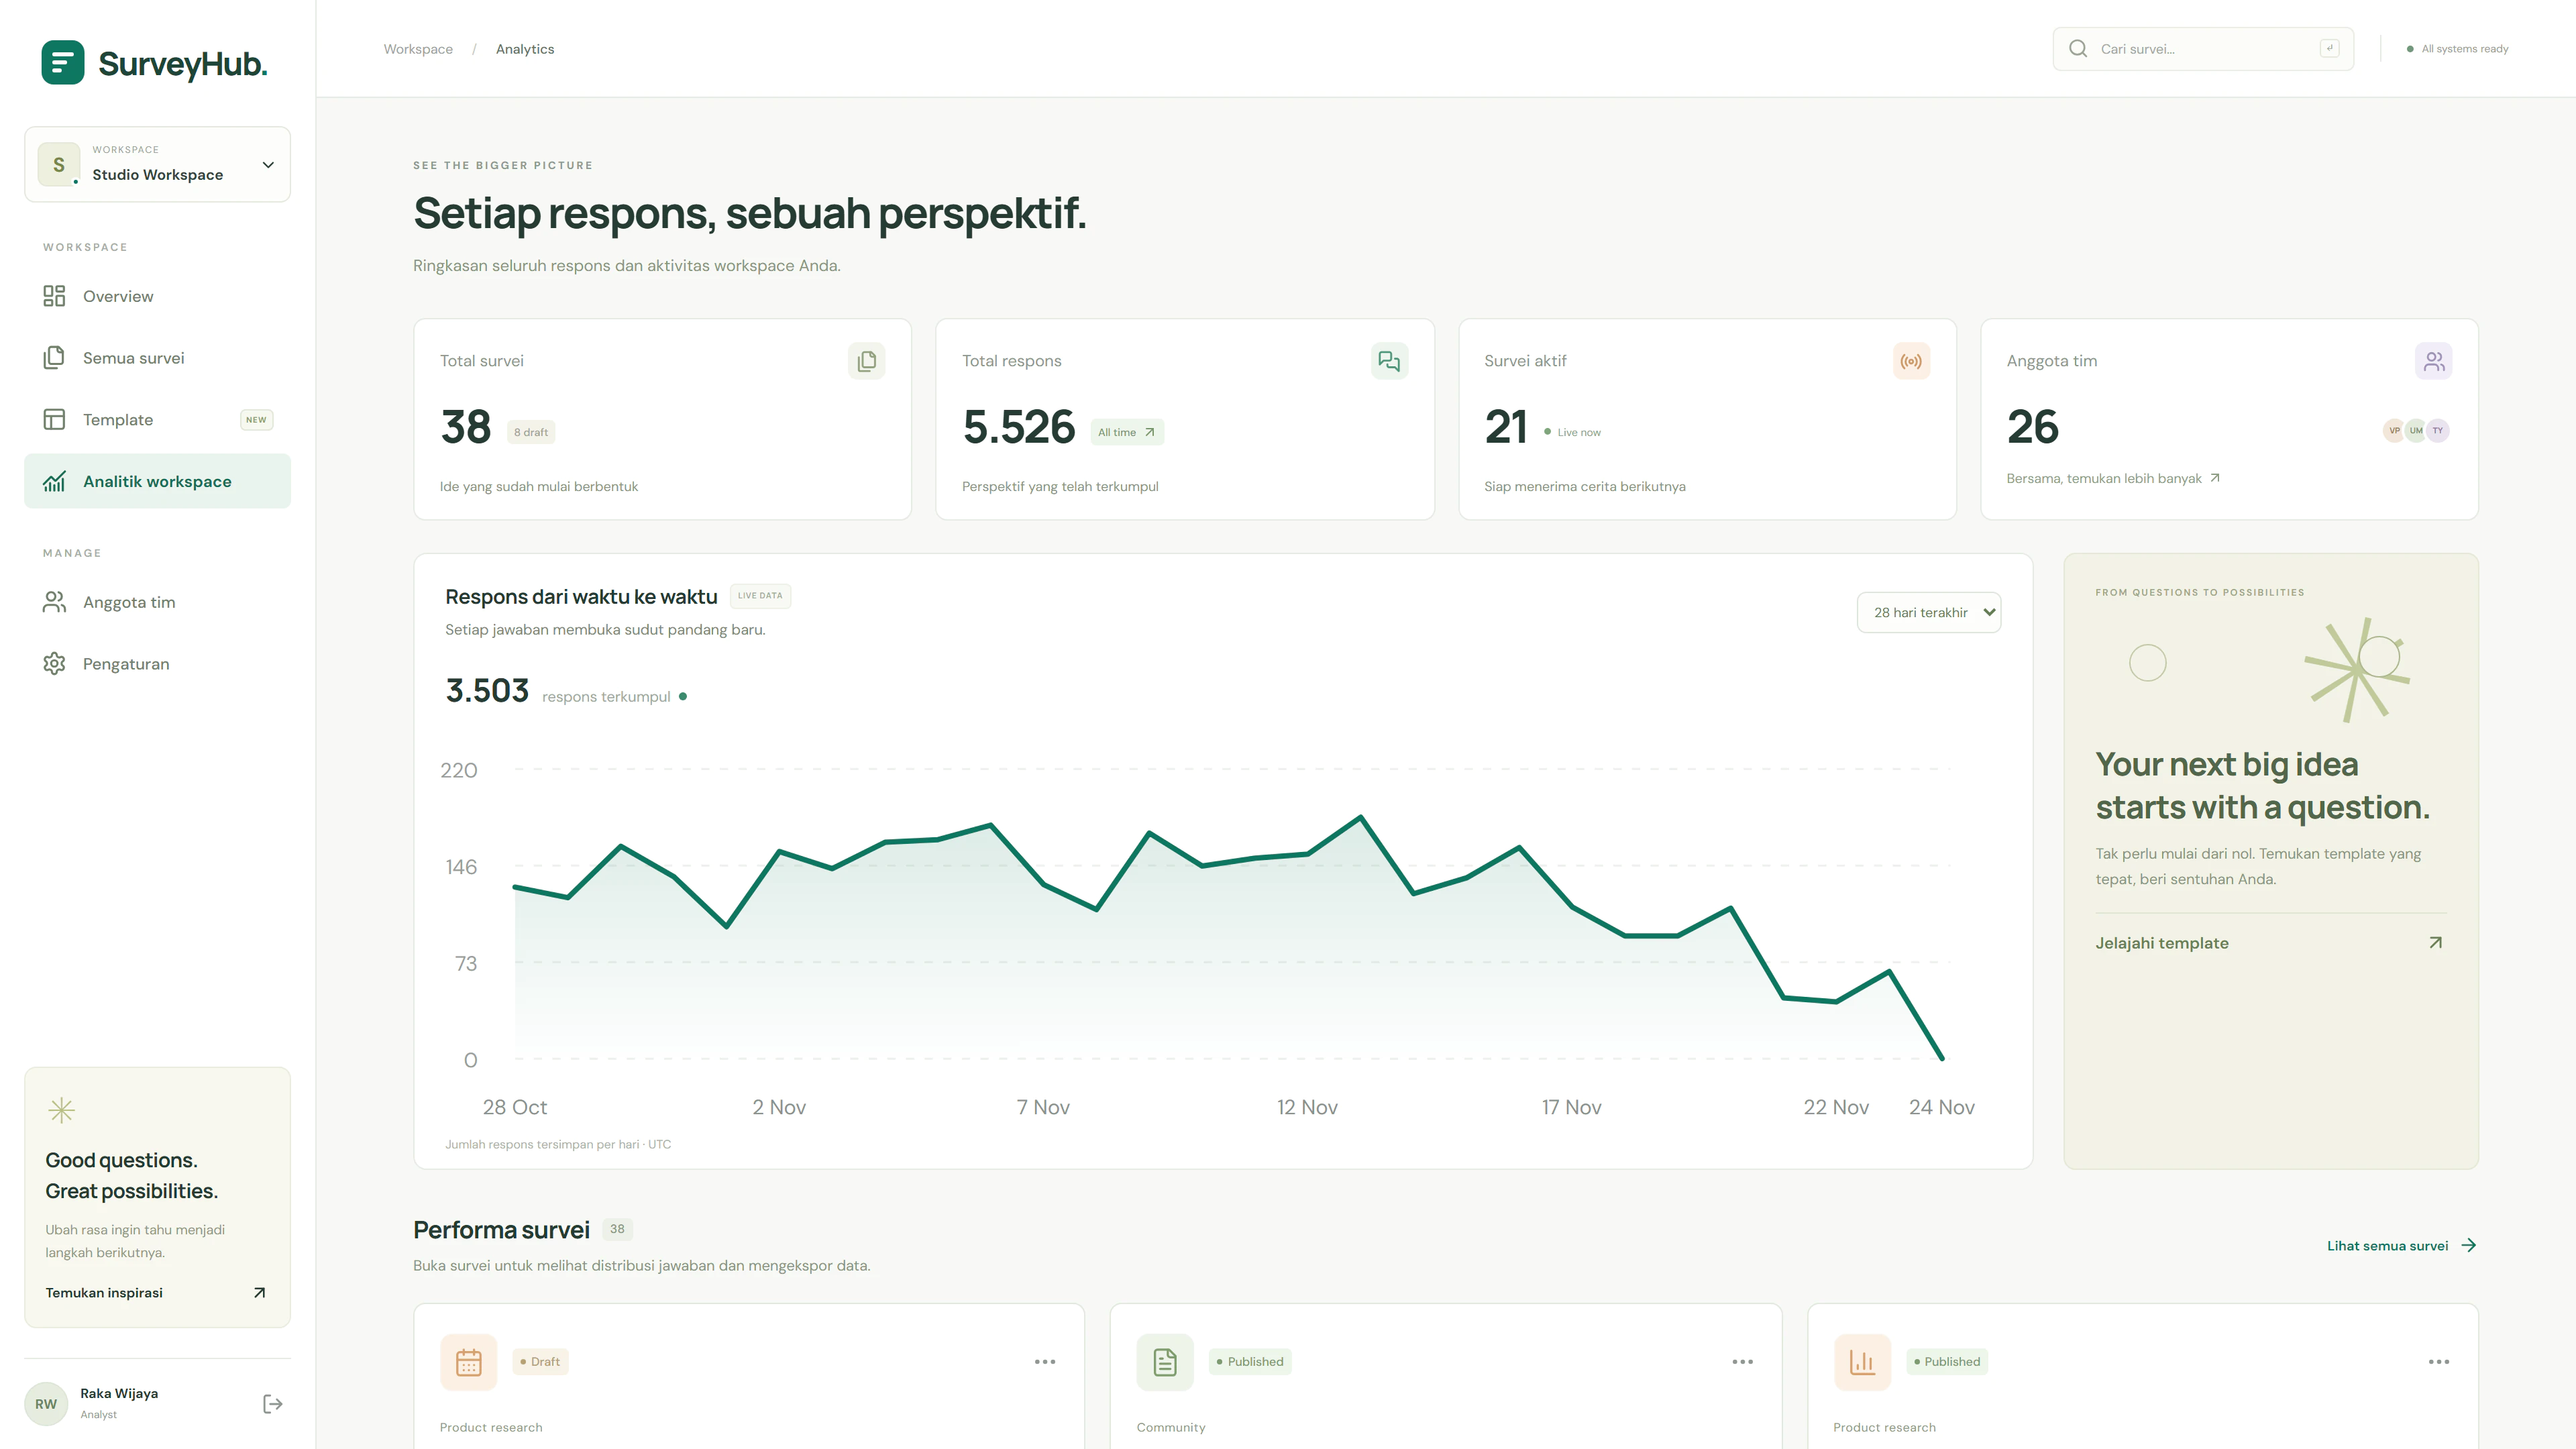 SurveyHub.
WORKSPACE
S
Studio Workspace
WORKSPACE
Overview
Semua survei
Template
NEW
Analitik workspace
MANAGE
Anggota tim
Pengaturan
Good questions.
Great possibilities.
Ubah rasa ingin tahu menjadi
langkah berikutnya.
Temukan inspirasi
RW
Raka Wijaya
Analyst
Workspace / Analytics
Cari survei...
All systems ready
SEE THE BIGGER PICTURE
Setiap respons, sebuah perspektif.
Ringkasan seluruh respons dan aktivitas workspace Anda.
Total survei
38
8 draft
Ide yang sudah mulai berbentuk
Total respons
5.526
All time
Perspektif yang telah terkumpul
Survei aktif
21
Live now
Siap menerima cerita berikutnya
Anggota tim
26
VP
UM
TY
Bersama, temukan lebih banyak
Respons dari waktu ke waktu
LIVE DATA
Setiap jawaban membuka sudut pandang baru.
28 hari terakhir
3.503 respons terkumpul
220
146
73
0
28 Oct
2 Nov
7 Nov
12 Nov
17 Nov
22 Nov
24 Nov
Jumlah respons tersimpan per hari · UTC
FROM QUESTIONS TO POSSIBILITIES
Your next big idea
starts with a question.
Tak perlu mulai dari nol. Temukan template yang
tepat, beri sentuhan Anda.
Jelajahi template
Performa survei
38
Buka survei untuk melihat distribusi jawaban dan mengekspor data.
Lihat semua survei
Draft
Product research
Published
Community
Published
Product research